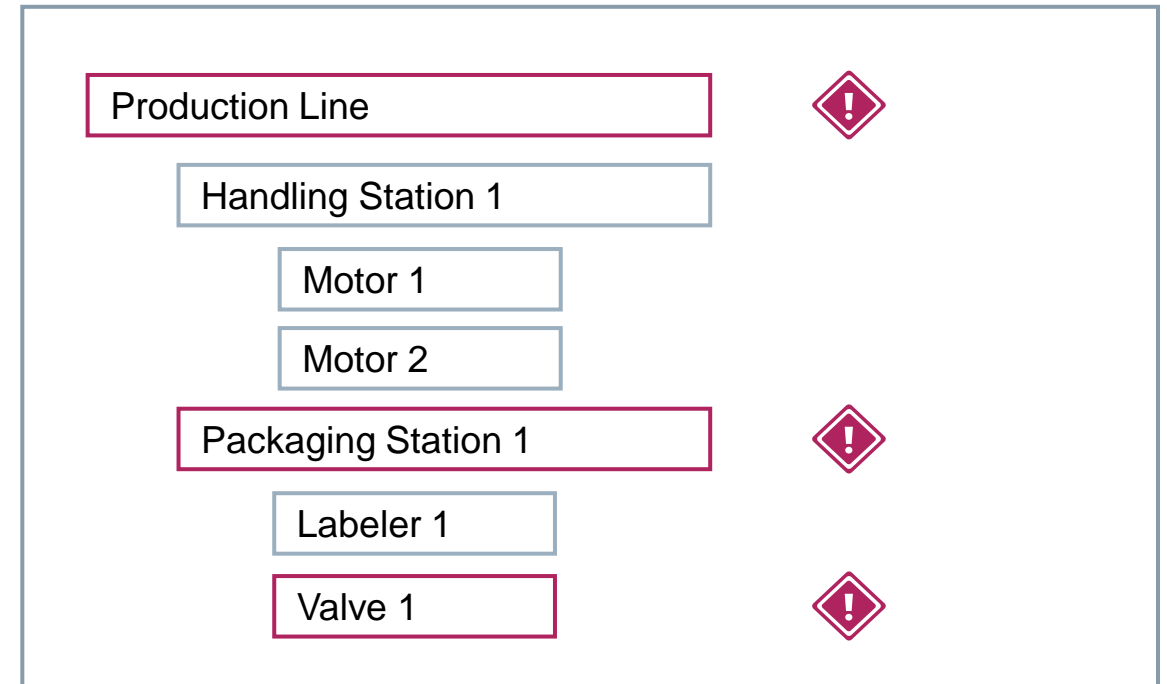 Production Line
Handling Station 1
Motor 1
Motor 2
Packaging Station 1
Labeler 1
Valve 1